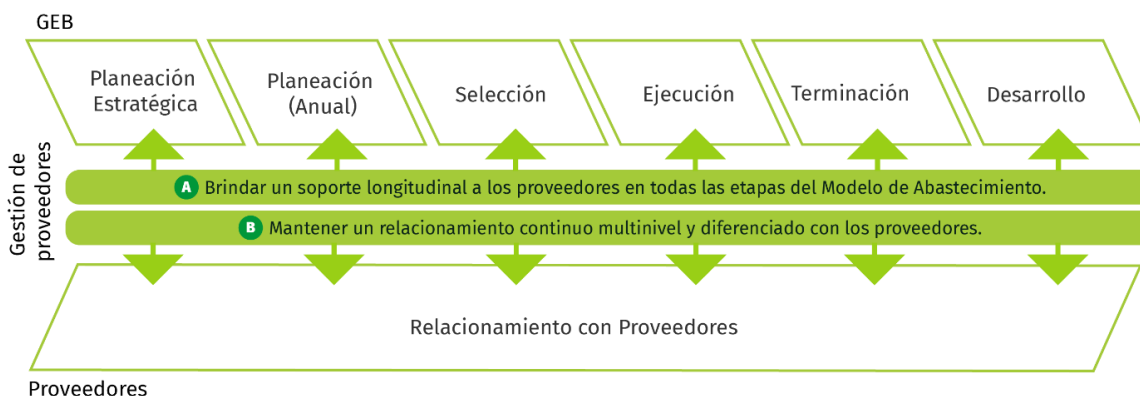 GEB
Planeación
Estratégica
Planeación
(Anual)
Selección
Ejecución
Terminación
Desarrollo
Gestión de
proveedores
A Brindar un soporte longitudinal a los proveedores en todas las etapas del Modelo de Abastecimiento.
B Mantener un relacionamiento continuo multinivel y diferenciado con los proveedores.
Relacionamiento con Proveedores
Proveedores